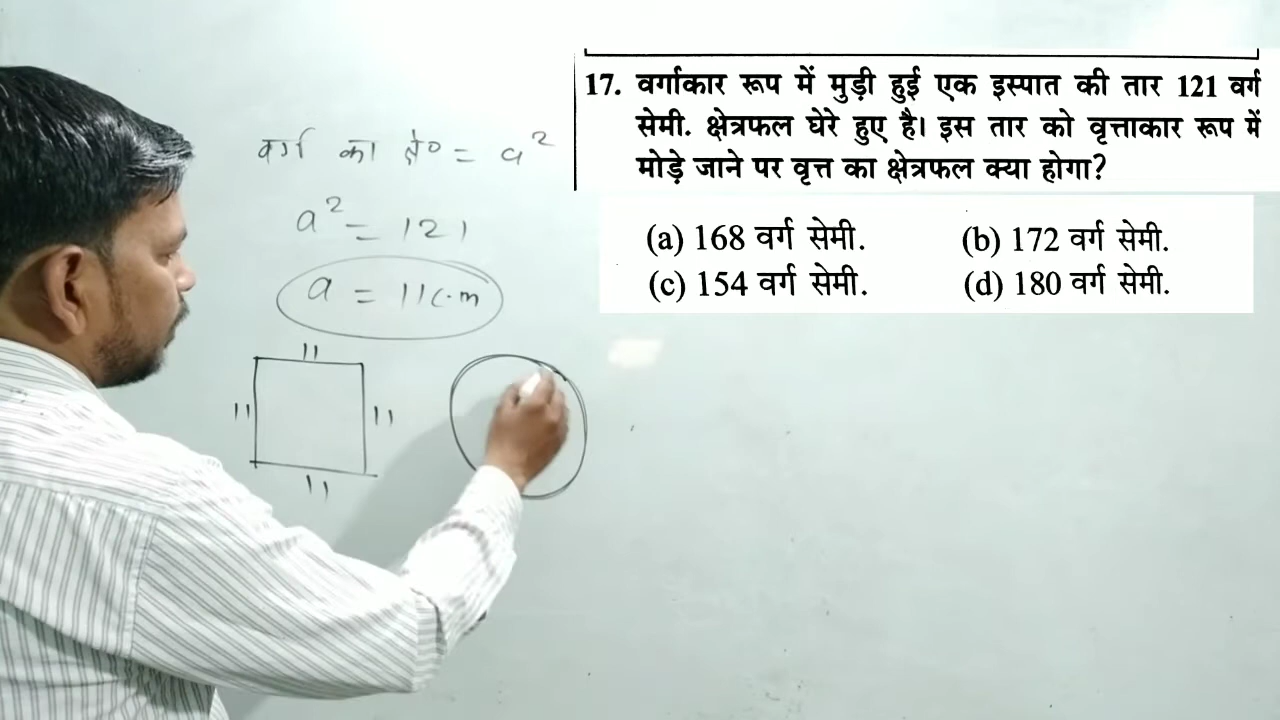 17. वर्गाकार रूप में मुड़ी हुई एक इस्पात की तार 121 वर्ग
सेमी. क्षेत्रफल घेरे हुए है। इस तार को वृत्ताकार रूप में
मोड़े जाने पर वृत्त का क्षेत्रफल क्या होगा?
(a) 168 वर्ग सेमी. (b) 172 वर्ग सेमी.
(c) 154 वर्ग सेमी. (d) 180 वर्ग सेमी.
वर्ग का क्षे० = a²
a² = 121
a = 11c.m
11
11 11
11